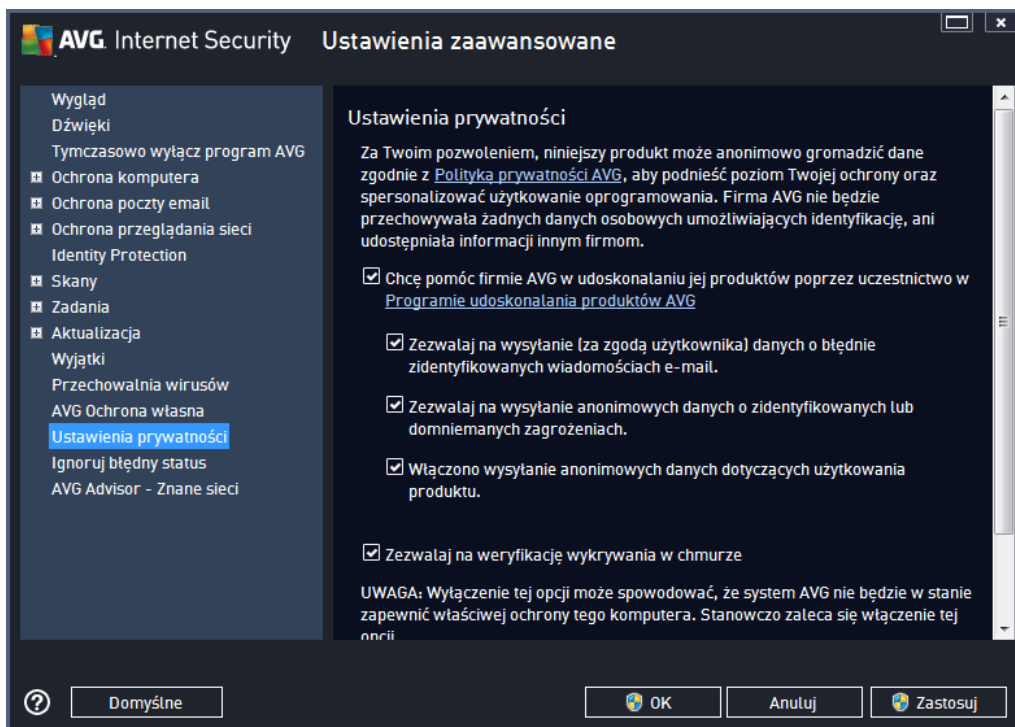 AVG. Internet Security Ustawienia zaawansowane
Wygląd
Dźwięki
Tymczasowo wyłącz program AVG
Ochrona komputera
Ochrona poczty email
Ochrona przeglądania sieci
Identity Protection
Skany
Zadania
Aktualizacja
Wyjątki
Przechowalnia wirusów
AVG Ochrona własna
Ustawienia prywatności
Ignoruj błędny status
AVG Advisor - Znane sieci
Ustawienia prywatności
Za Twoim pozwoleniem, niniejszy produkt może anonimowo gromadzić dane
zgodnie z Polityką prywatności AVG, aby podnieść poziom Twojej ochrony oraz
spersonalizować użytkowanie oprogramowania. Firma AVG nie będzie
przechowywała żadnych danych osobowych umożliwiających identyfikację, ani
udostępniała informacji innym firmom.
Chcę pomóc firmie AVG w udoskonalaniu jej produktów poprzez uczestnictwo w
Programie udoskonalania produktów AVG
Zezwalaj na wysyłanie (za zgodą użytkownika) danych o błędnie
zidentyfikowanych wiadomościach e-mail.
Zezwalaj na wysyłanie anonimowych danych o zidentyfikowanych lub
domniemanych zagrożeniach.
Włączono wysyłanie anonimowych danych dotyczących użytkowania
produktu.
Zezwalaj na weryfikację wykrywania w chmurze
UWAGA: Wyłączenie tej opcji może spowodować, że system AVG nie będzie w stanie
zapewnić właściwej ochrony tego komputera. Stanowczo zaleca się włączenie tej
opcji
Domyślne
OK
Anuluj
Zastosuj